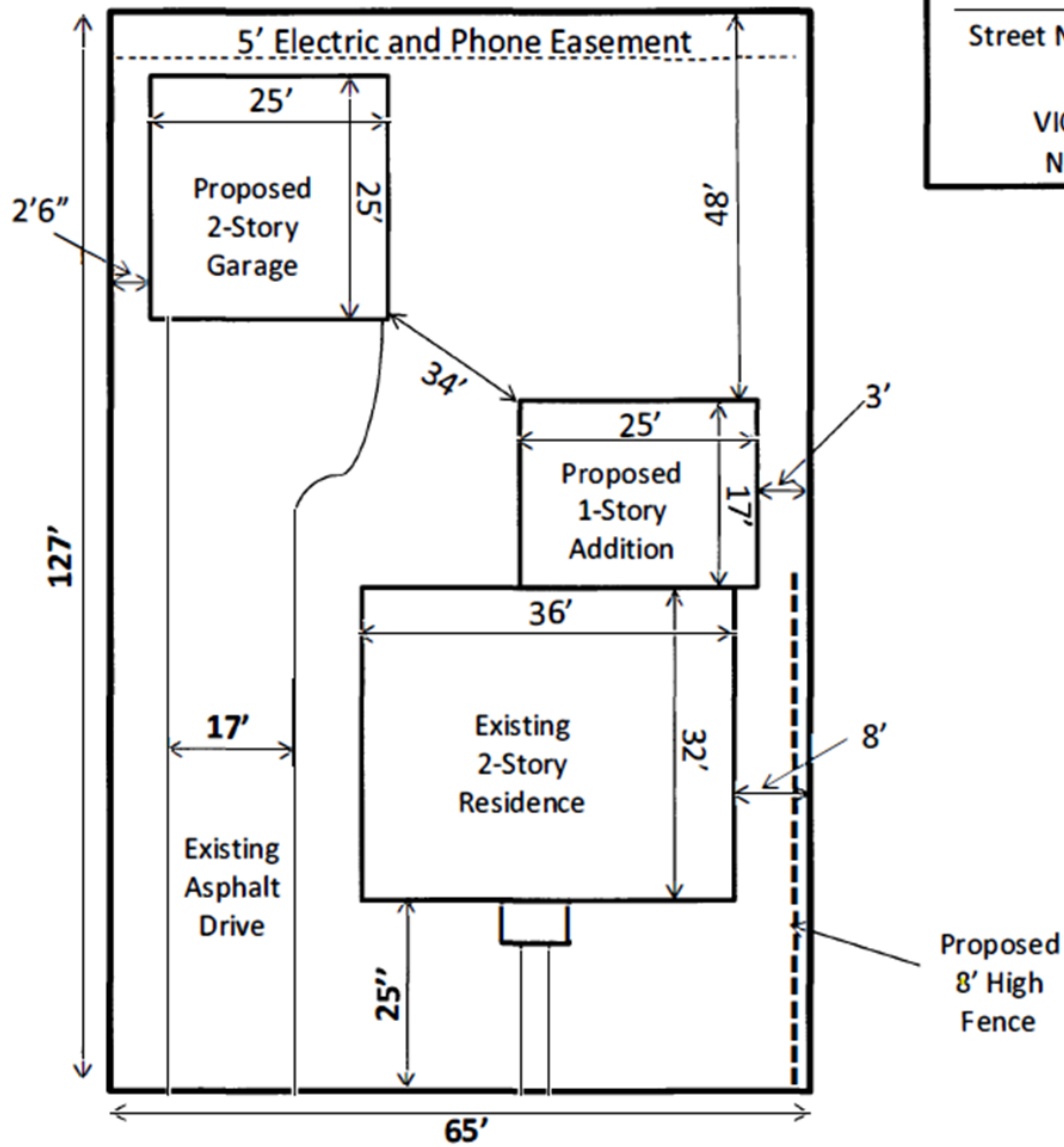 5' Electric and Phone Easement
Street N
VI
N
25'
25'
Proposed
2-Story
Garage
2'6"
48'
34'
3'
25'
17'
Proposed
1-Story
Addition
127'
36'
32'
17'
Existing
2-Story
Residence
8'
Existing
Asphalt
Drive
25''
Proposed
8' High
Fence
65'